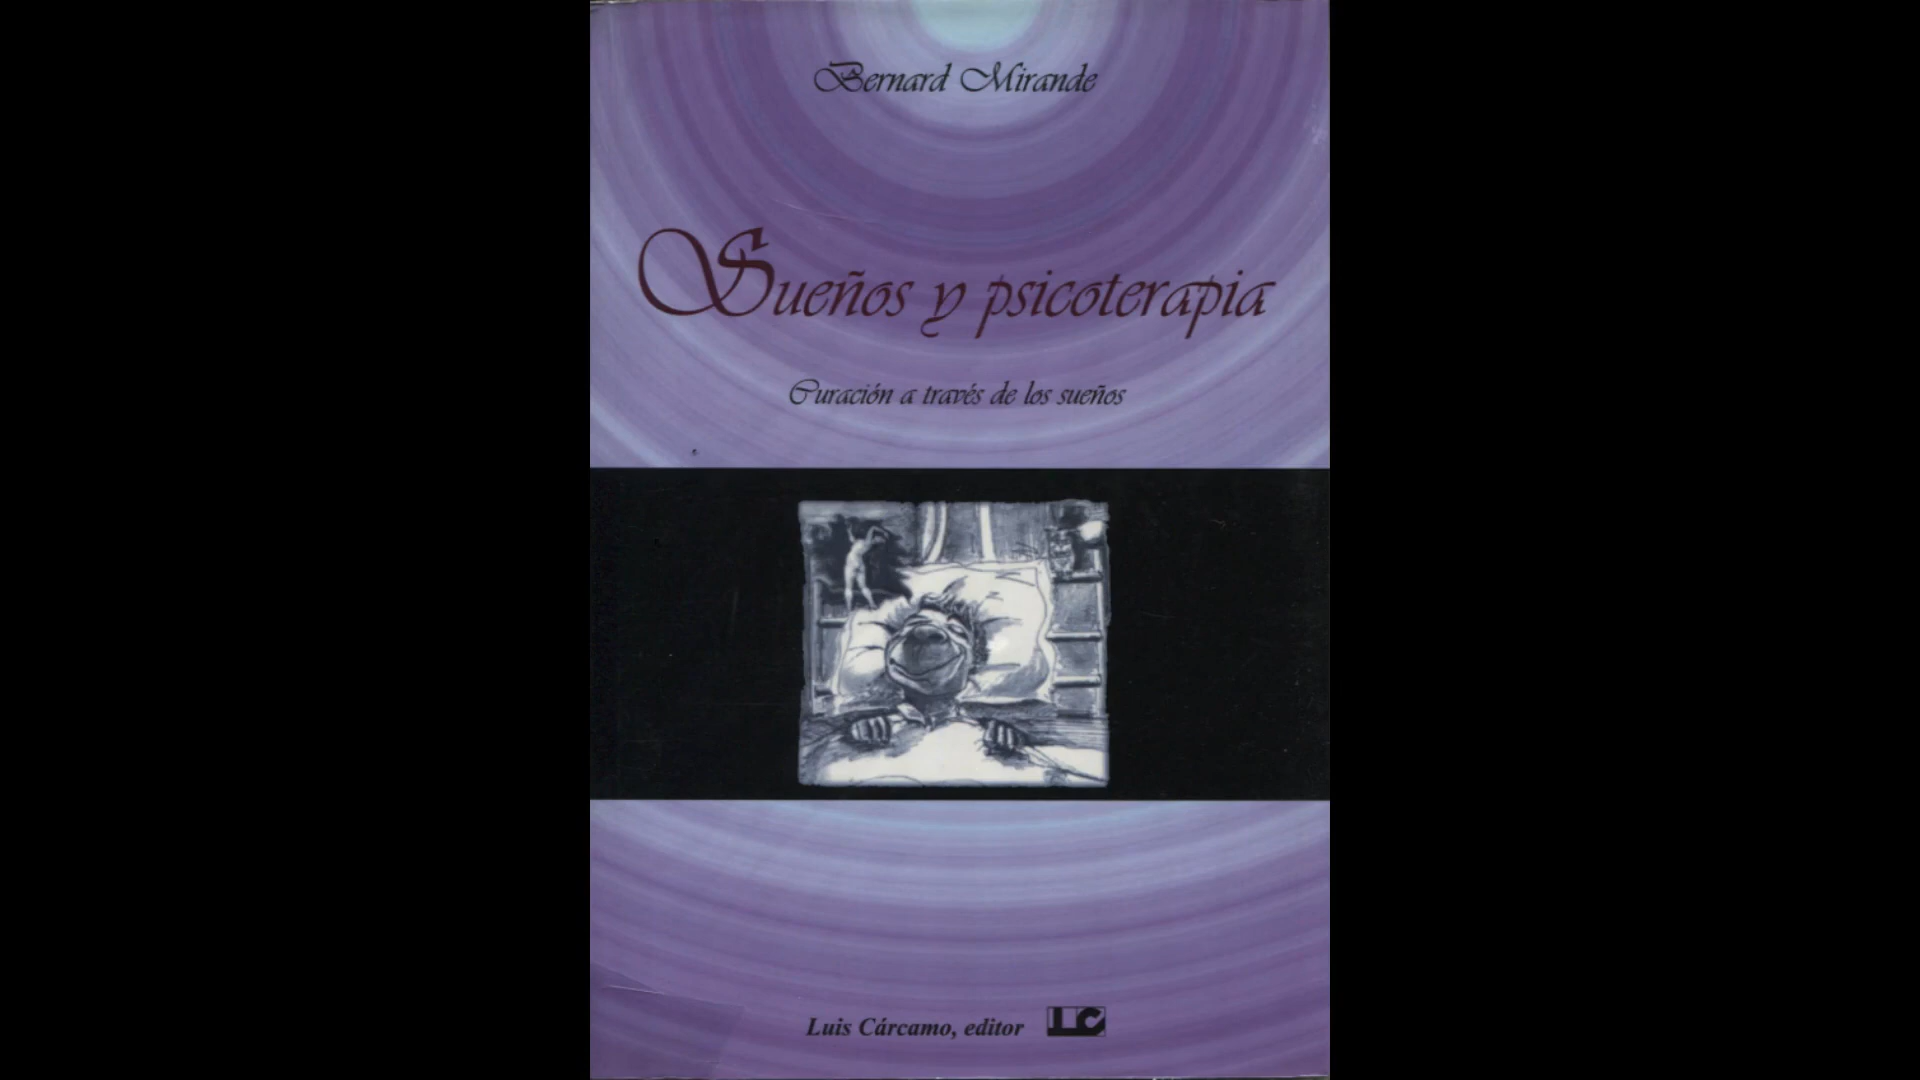 Bernard Mirande
Sueños y psicoterapia
Curación a través de los sueños
Luis Cárcamo, editor LC